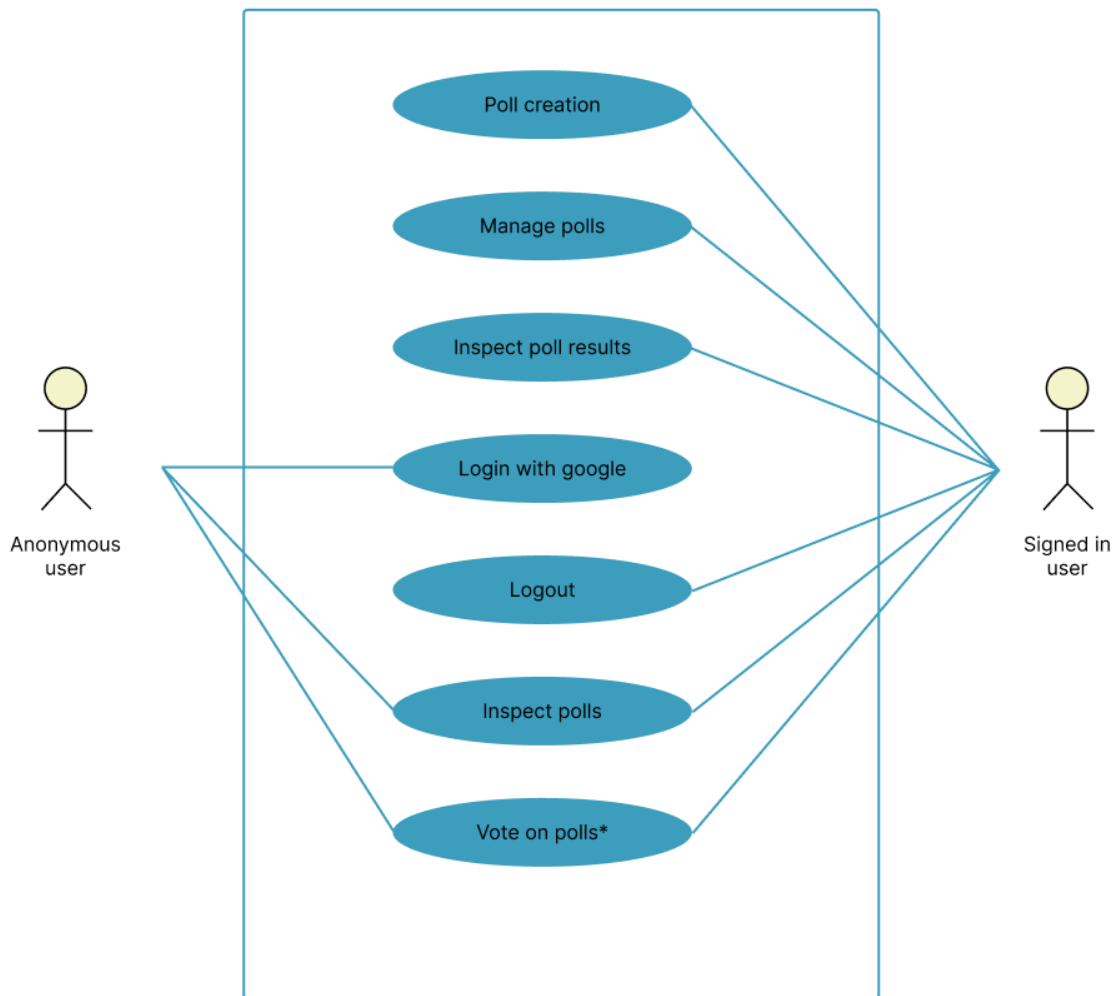 Poll creation
Manage polls
Inspect poll results
Login with google
Logout
Inspect polls
Vote on polls*
Anonymous
user
Signed in
user